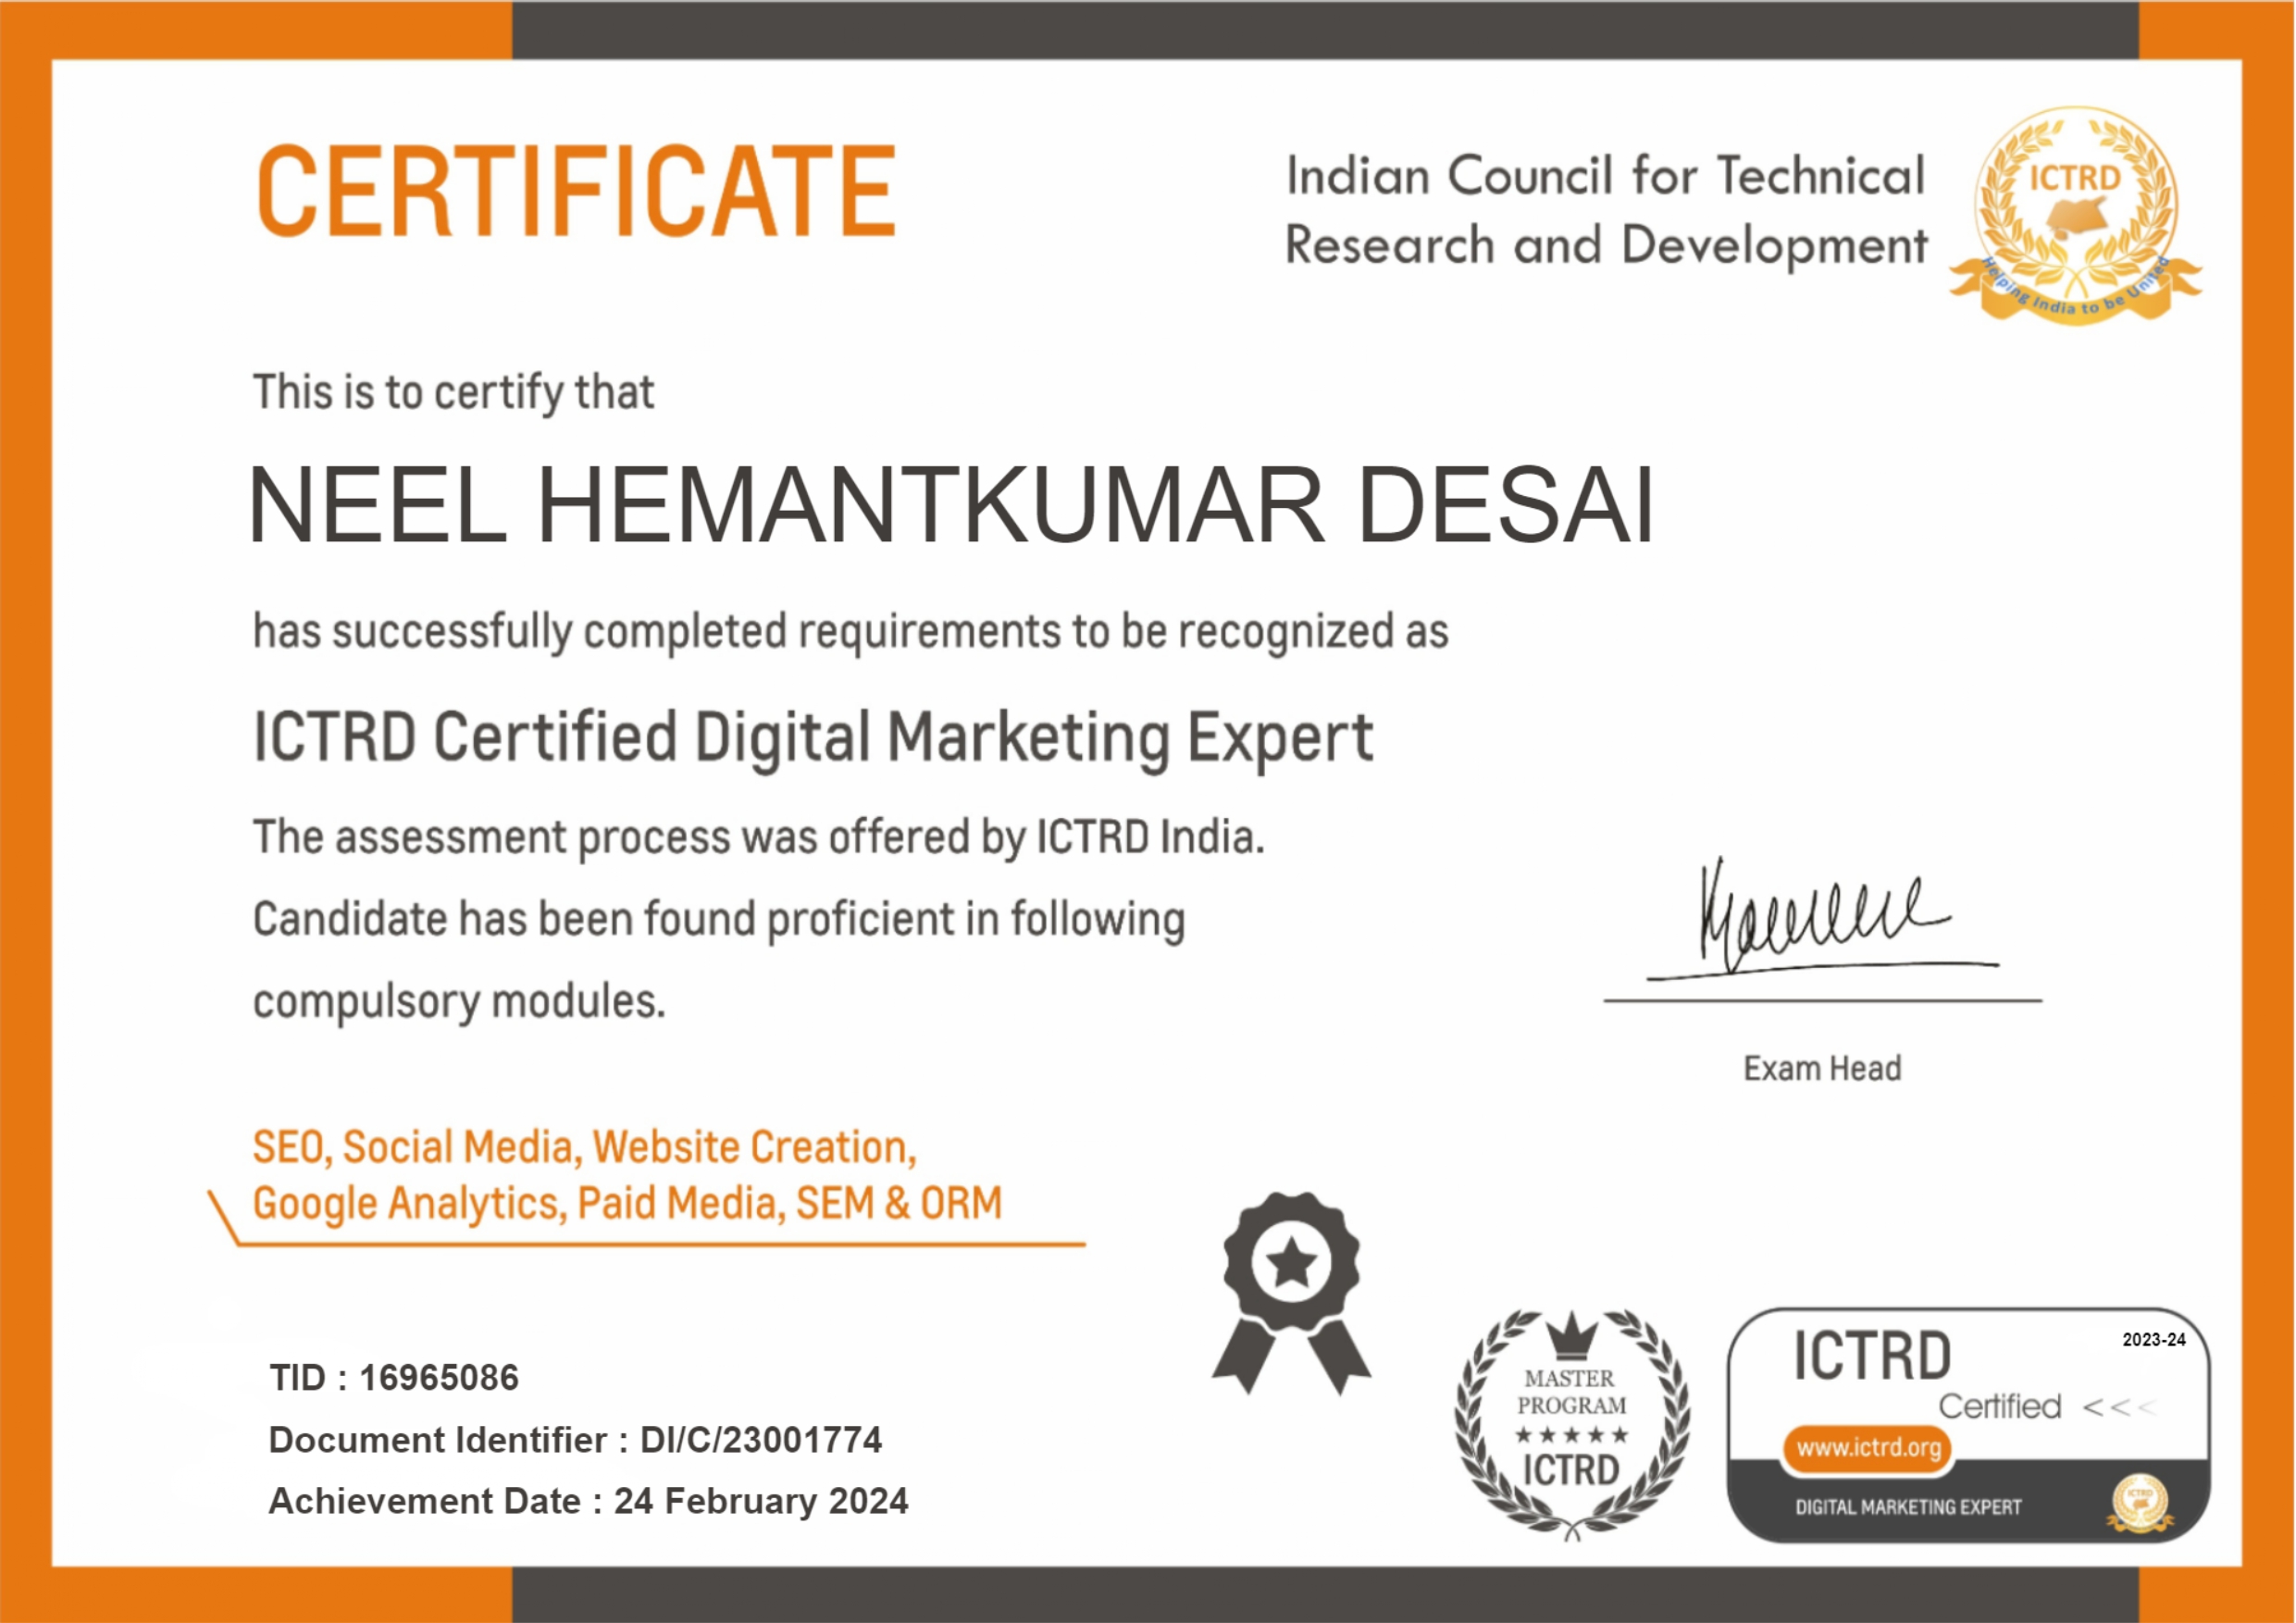 CERTIFICATE
Indian Council for Technical
Research and Development
ICTRD
Helping India to be United
This is to certify that
NEEL HEMANTKUMAR DESAI
has successfully completed requirements to be recognized as
ICTRD Certified Digital Marketing Expert
The assessment process was offered by ICTRD India.
Candidate has been found proficient in following
compulsory modules.
Exam Head
SEO, Social Media, Website Creation,
Google Analytics, Paid Media, SEM & ORM
TID : 16965086
Document Identifier : DI/C/23001774
Achievement Date : 24 February 2024
MASTER
PROGRAM
ICTRD
ICTRD
2023-24
Certified <<<
www.ictrd.org
DIGITAL MARKETING EXPERT
ICTRD